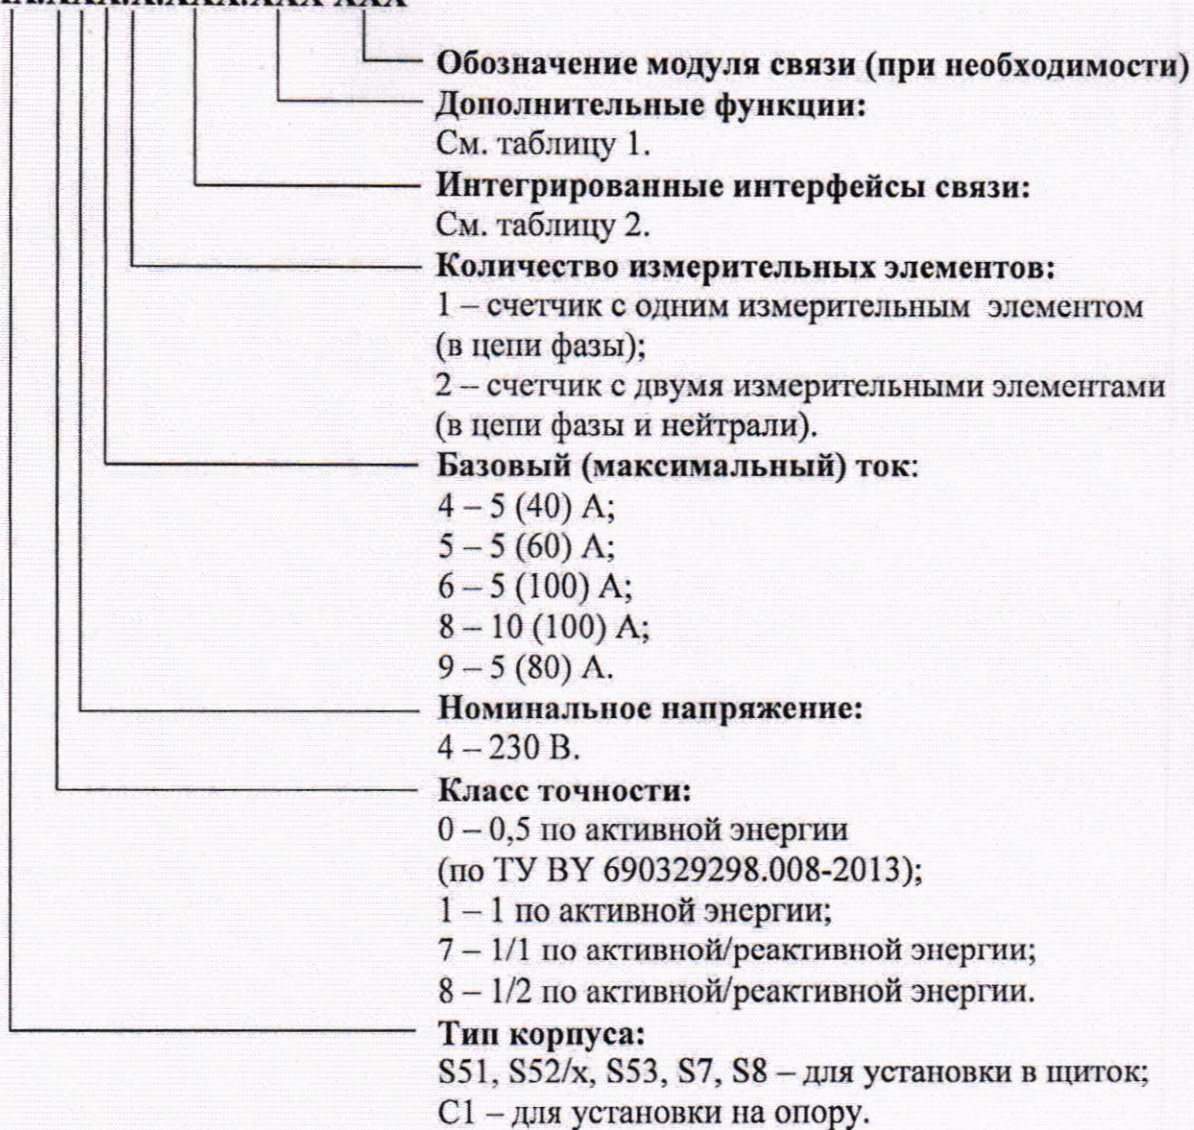 Обозначение модуля связи (при необходимости)
Дополнительные функции:
См. таблицу 1.
Интегрированные интерфейсы связи:
См. таблицу 2.
Количество измерительных элементов:
1 – счетчик с одним измерительным элементом
(в цепи фазы);
2 – счетчик с двумя измерительными элементами
(в цепи фазы и нейтрали).
Базовый (максимальный) ток:
4 – 5 (40) А;
5 – 5 (60) А;
6 – 5 (100) А;
8 – 10 (100) А;
9 – 5 (80) А.
Номинальное напряжение:
4 – 230 В.
Класс точности:
0 – 0,5 по активной энергии
(по ТУ BY 690329298.008-2013);
1 – 1 по активной энергии;
7 – 1/1 по активной/реактивной энергии;
8 – 1/2 по активной/реактивной энергии.
Тип корпуса:
S51, S52/x, S53, S7, S8 – для установки в щиток;
С1 – для установки на опору.